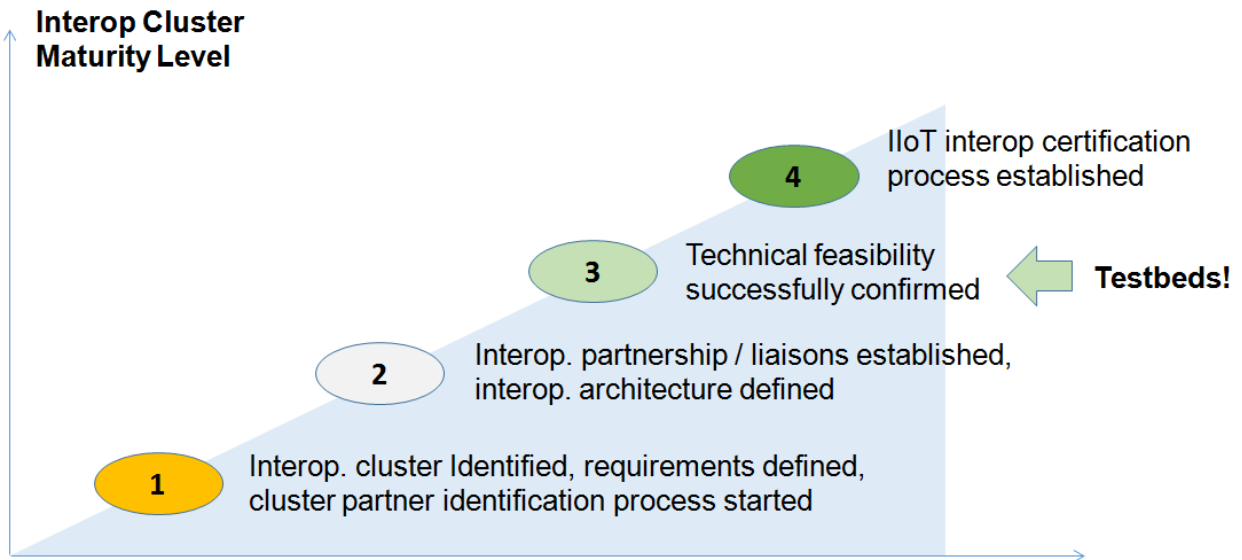 Interop Cluster
Maturity Level
4
IIoT interop certification
process established
3
Technical feasibility
successfully confirmed
Testbeds!
2
Interop. partnership / liaisons established,
interop. architecture defined
1
Interop. cluster Identified, requirements defined,
cluster partner identification process started